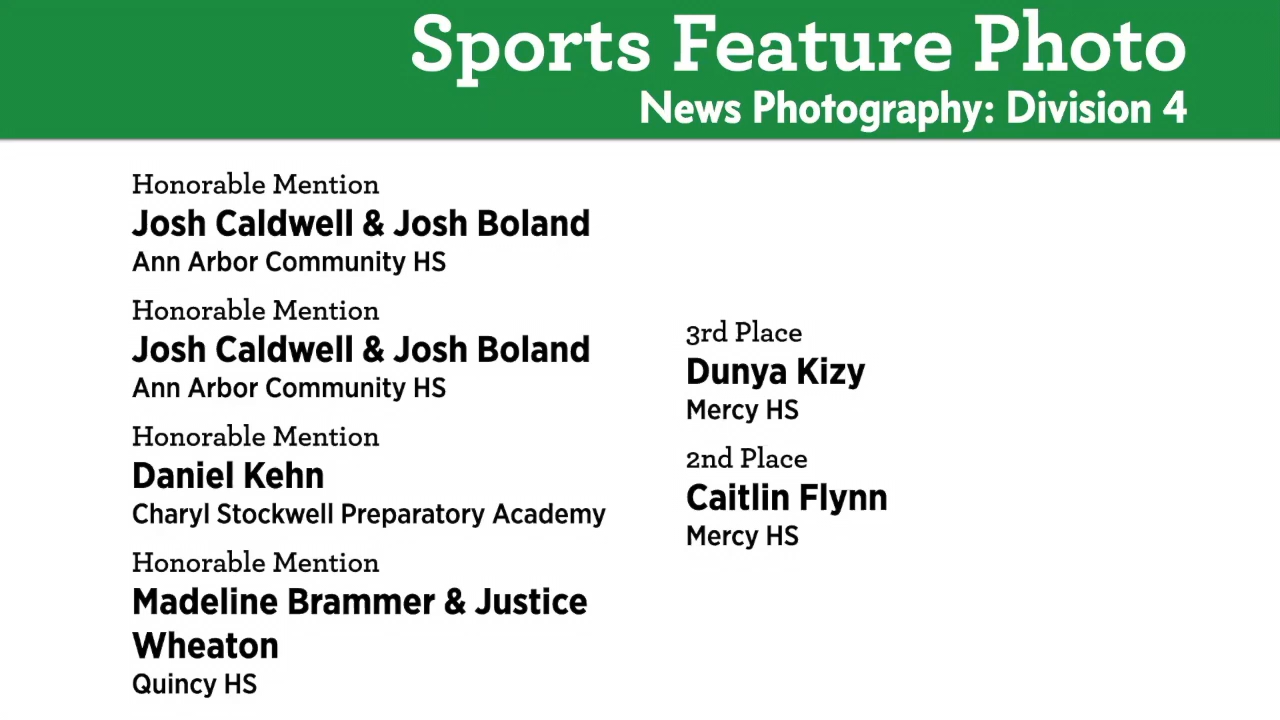 Sports Feature Photo
News Photography: Division 4
Honorable Mention
Josh Caldwell & Josh Boland
Ann Arbor Community HS
Honorable Mention
Josh Caldwell & Josh Boland
Ann Arbor Community HS
Honorable Mention
Daniel Kehn
Charyl Stockwell Preparatory Academy
Honorable Mention
Madeline Brammer & Justice
Wheaton
Quincy HS
3rd Place
Dunya Kizy
Mercy HS
2nd Place
Caitlin Flynn
Mercy HS